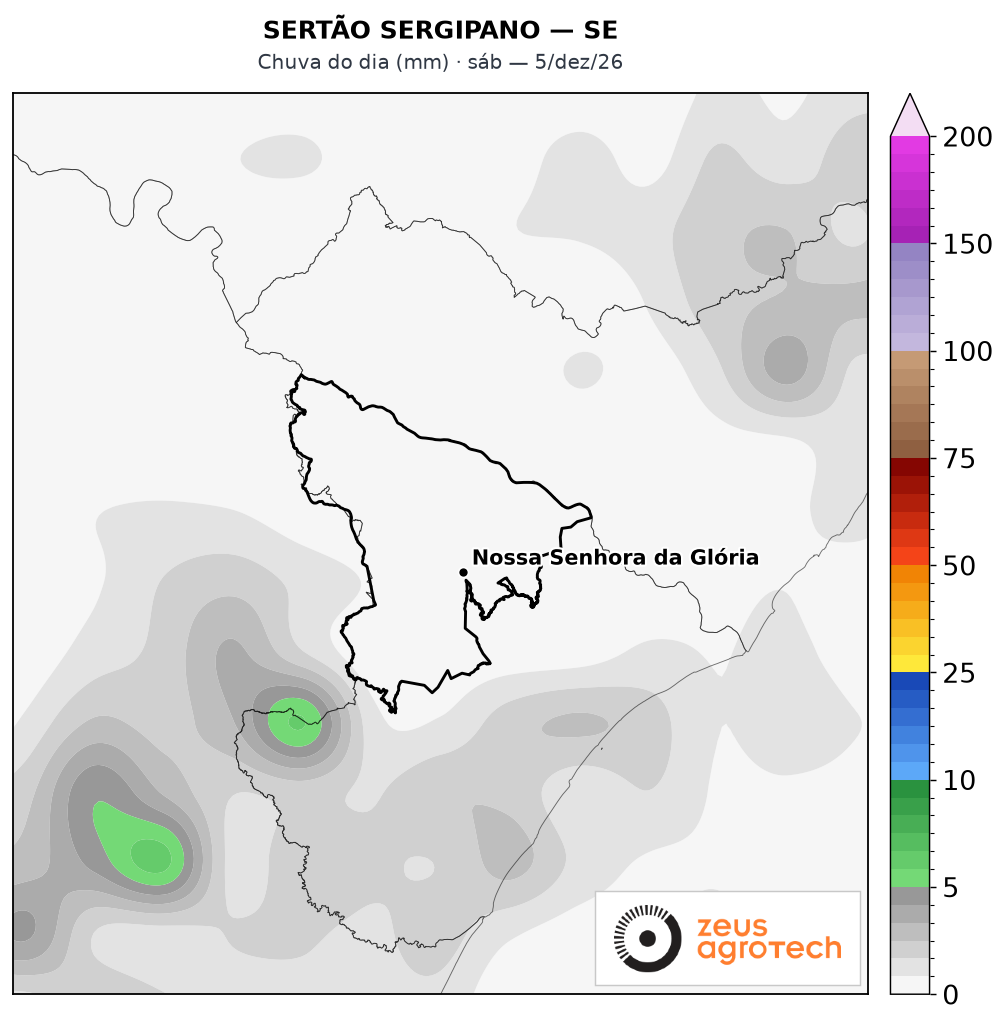 SERTÃO SERGIPANO — SE
Chuva do dia (mm) · sáb — 5/dez/26
200
150
100
75
50
25
10
5
0
Nossa Senhora da Glória
zeus
agrotech